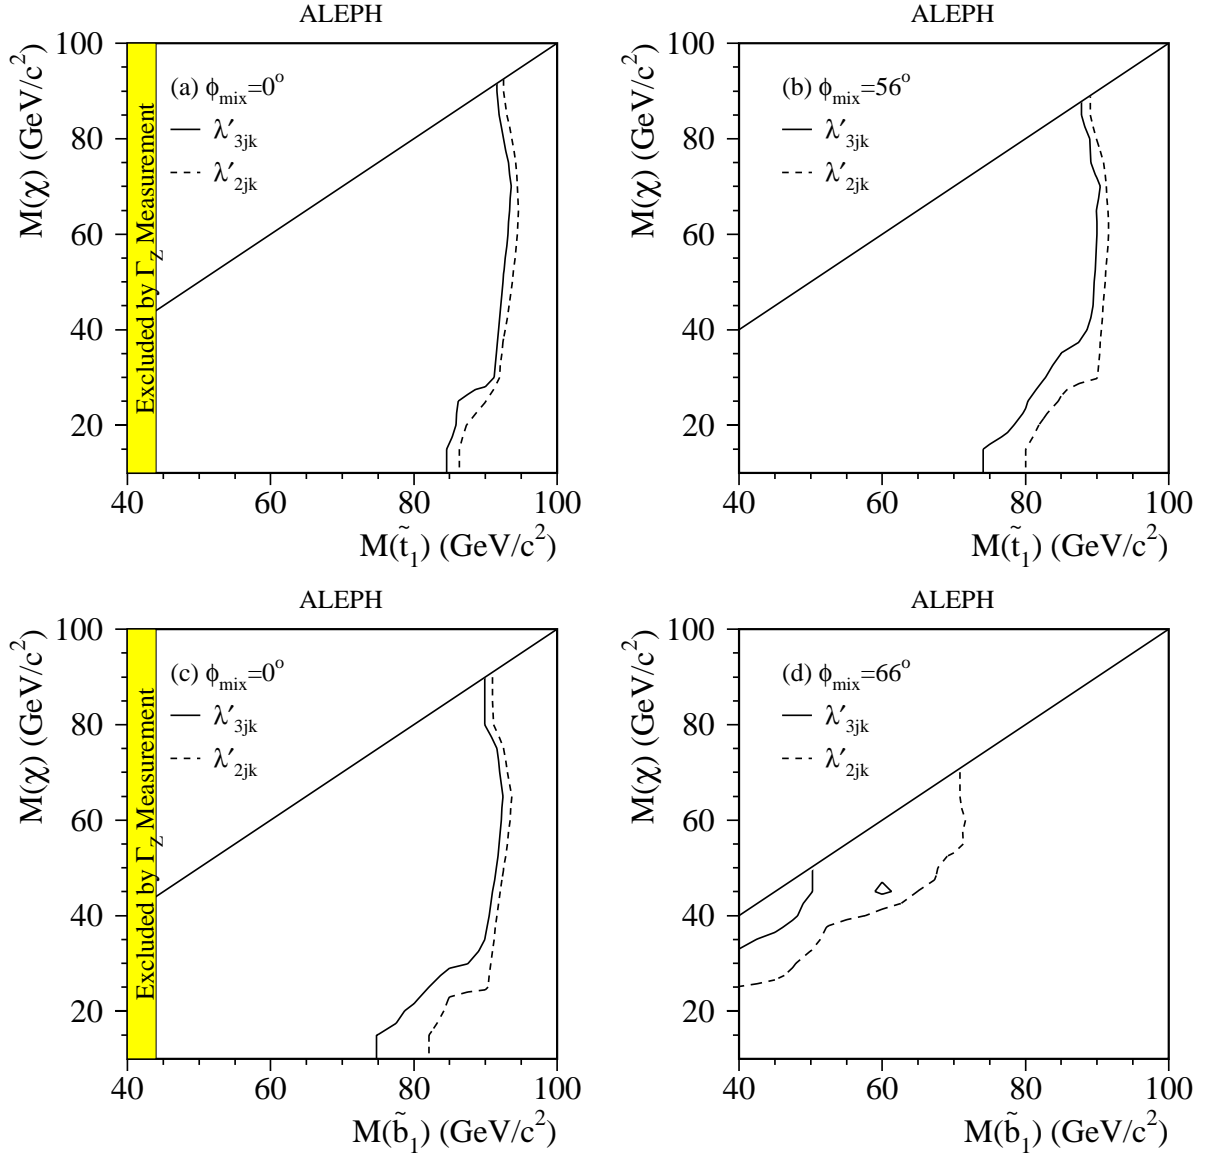 ALEPH
M(χ) (GeV/c²)
100
80
60
40
20
(a) ϕmix=0°
λ′3jk
λ′2jk
Excluded by ΓZ Measurement
40 60 80 100
M(t̃1) (GeV/c²)
ALEPH
M(χ) (GeV/c²)
100
80
60
40
20
(b) ϕmix=56°
λ′3jk
λ′2jk
40 60 80 100
M(t̃1) (GeV/c²)
ALEPH
M(χ) (GeV/c²)
100
80
60
40
20
(c) ϕmix=0°
λ′3jk
λ′2jk
Excluded by ΓZ Measurement
40 60 80 100
M(b̃1) (GeV/c²)
ALEPH
M(χ) (GeV/c²)
100
80
60
40
20
(d) ϕmix=66°
λ′3jk
λ′2jk
40 60 80 100
M(b̃1) (GeV/c²)